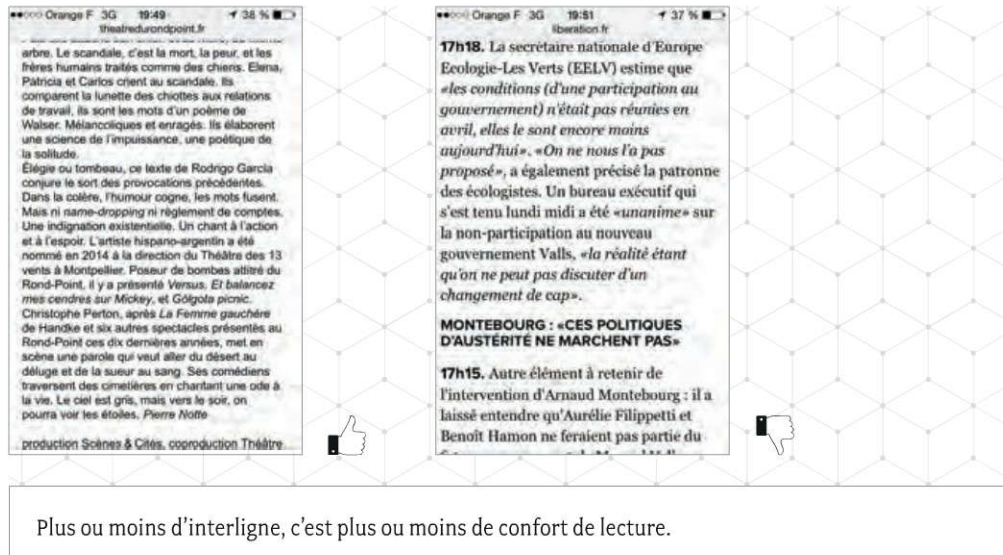 Orange F 3G 19:49 38 %
theatredurondpoint.fr
arbre. Le scandale, c'est la mort, la peur, et les
frères humains traités comme des chiens. Elena,
Patricia et Carlos crient au scandale. Ils
comparent la lunette des chiottes aux relations
de travail, ils sont les mots d'un poème de
Walser. Mélancoliques et enragés. Ils élaborent
une science de l'impuissance, une poétique de
la solitude.
Élégie ou tombeau, ce texte de Rodrigo García
conjure le sort des provocations précédentes.
Dans la colère, l'humour cogne, les mots fusent.
Mais ni name-dropping ni règlement de comptes.
Une indignation existentielle. Un chant à l'action
et à l'espoir. L'artiste hispano-argentin a été
nommé en 2014 à la direction du Théâtre des 13
vents à Montpellier. Poseur de bombes attitré du
Rond-Point, il y a présenté Versus, Et balancez
mes cendres sur Mickey, et Gólgota picnic.
Christophe Perton, après La Femme gauchère
de Handke et six autres spectacles présentés au
Rond-Point ces dix dernières années, met en
scène une parole qui veut aller du désert au
déluge et de la sueur au sang. Ses comédiens
traversent des cimetières en chantant une ode à
la vie. Le ciel est gris, mais vers le soir, on
pourra voir les étoiles. Pierre Notte
production Scènes & Cités, coproduction Théâtre
Orange F 3G 19:51 37 %
liberation.fr
17h18. La secrétaire nationale d'Europe
Ecologie-Les Verts (EELV) estime que
«les conditions (d'une participation au
gouvernement) n'était pas réunies en
avril, elles le sont encore moins
aujourd'hui». «On ne nous l'a pas
proposé», a également précisé la patronne
des écologistes. Un bureau exécutif qui
s'est tenu lundi midi a été «unanime» sur
la non-participation au nouveau
gouvernement Valls, «la réalité étant
qu'on ne peut pas discuter d'un
changement de cap».
MONTEBOURG : «CES POLITIQUES
D'AUSTÉRITÉ NE MARCHENT PAS»
17h15. Autre élément à retenir de
l'intervention d'Arnaud Montebourg : il a
laissé entendre qu'Aurélie Filippetti et
Benoît Hamon ne feraient pas partie du
Plus ou moins d'interligne, c'est plus ou moins de confort de lecture.